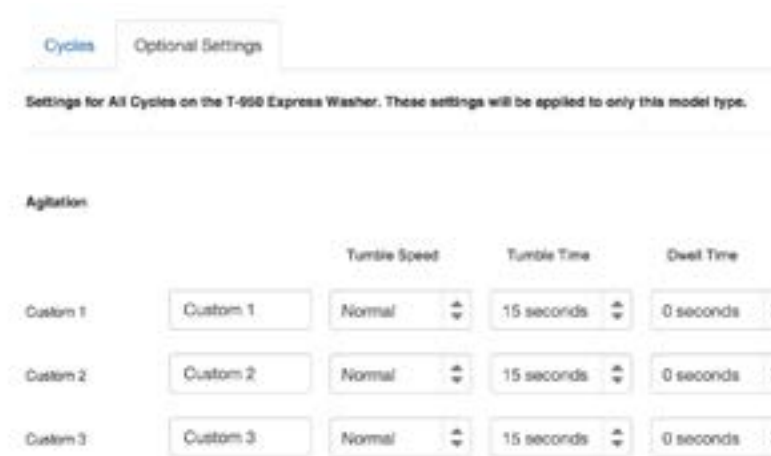 Cycles Optional Settings
Settings for All Cycles on the T-950 Express Washer. These settings will be applied to only this model type.
Agitation
Tumble Speed Tumble Time Dwell Time
Custom 1 Custom 1 Normal 15 seconds 0 seconds
Custom 2 Custom 2 Normal 15 seconds 0 seconds
Custom 3 Custom 3 Normal 15 seconds 0 seconds